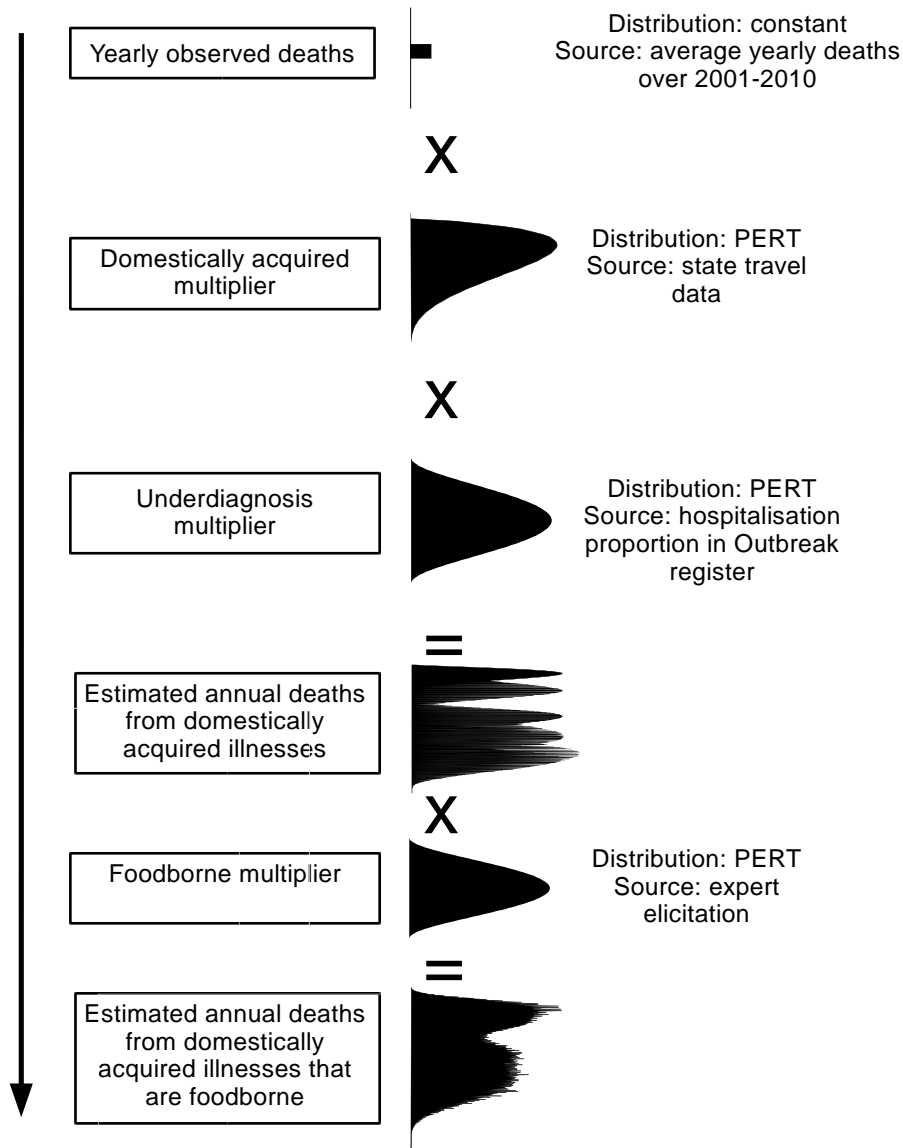 Yearly observed deaths
Distribution: constant
Source: average yearly deaths
over 2001-2010
X
Domestically acquired
multiplier
Distribution: PERT
Source: state travel
data
X
Underdiagnosis
multiplier
Distribution: PERT
Source: hospitalisation
proportion in Outbreak
register
=
Estimated annual deaths
from domestically
acquired illnesses
X
Foodborne multiplier
Distribution: PERT
Source: expert
elicitation
=
Estimated annual deaths
from domestically
acquired illnesses that
are foodborne